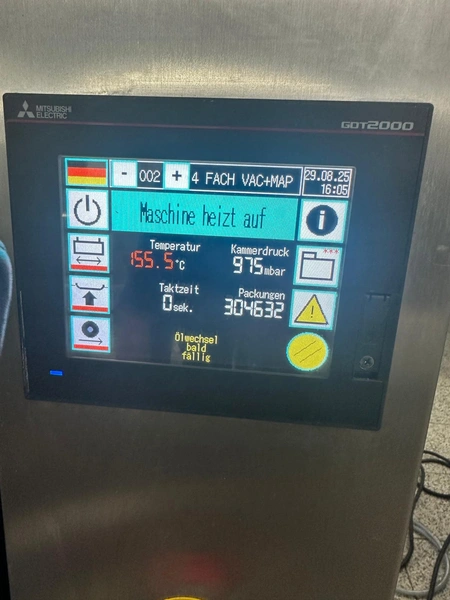 MITSUBISHI
ELECTRIC
GOT2000
- 002 + 4 FACH VAC+MAP
29.08.25
16:05
Maschine heizt auf
i
Temperatur
155.5°C
Kammerdruck
975mbar
Taktzeit
0sek.
Packungen
304632
Ölwechsel
bald
fällig